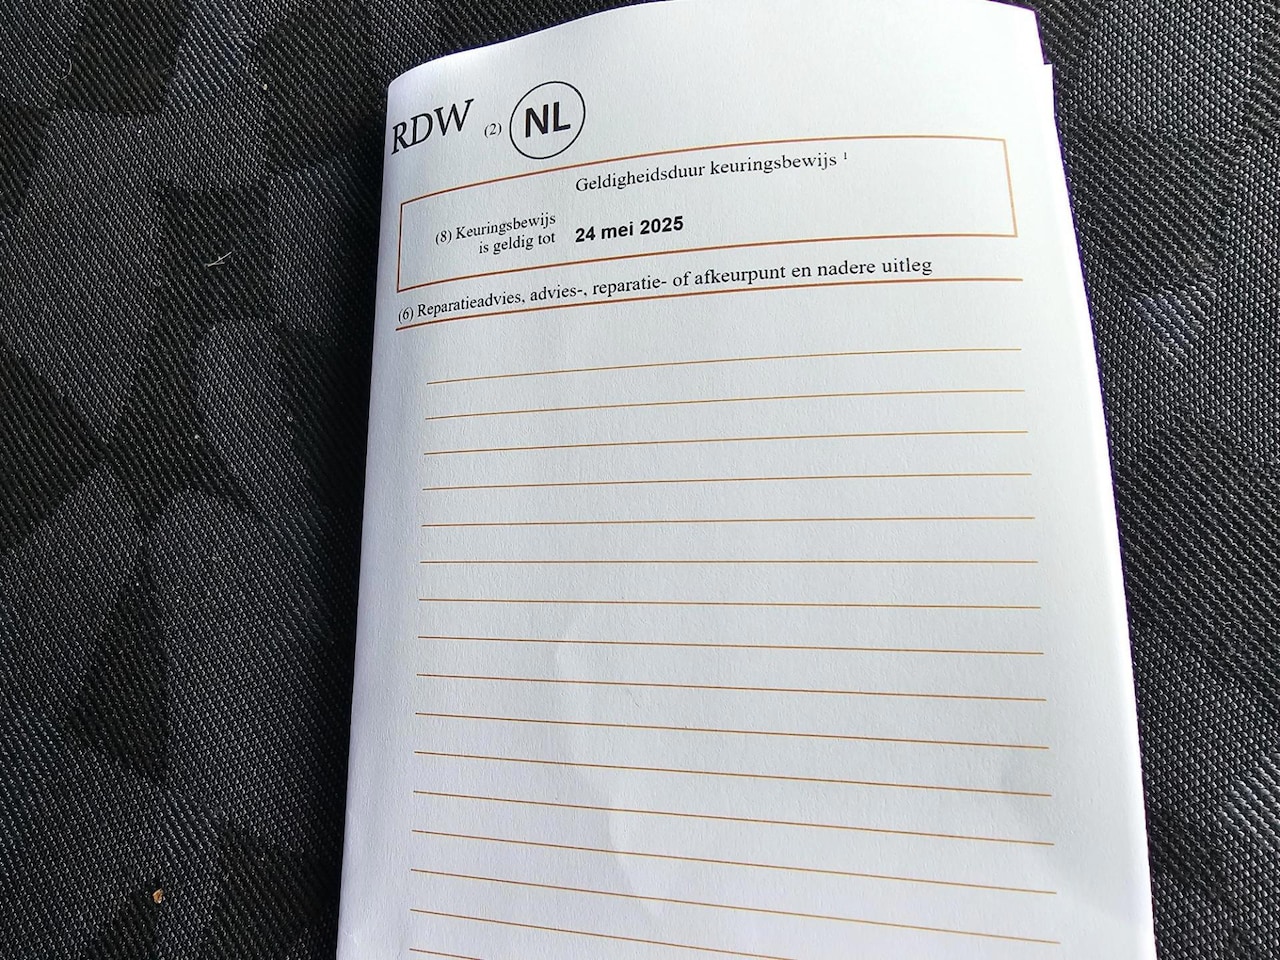 RDW (2) NL
Geldigheidsduur keuringsbewijs ¹
(8) Keuringsbewijs
is geldig tot 24 mei 2025
(6) Reparatieadvies, advies-, reparatie- of afkeurpunt en nadere uitleg